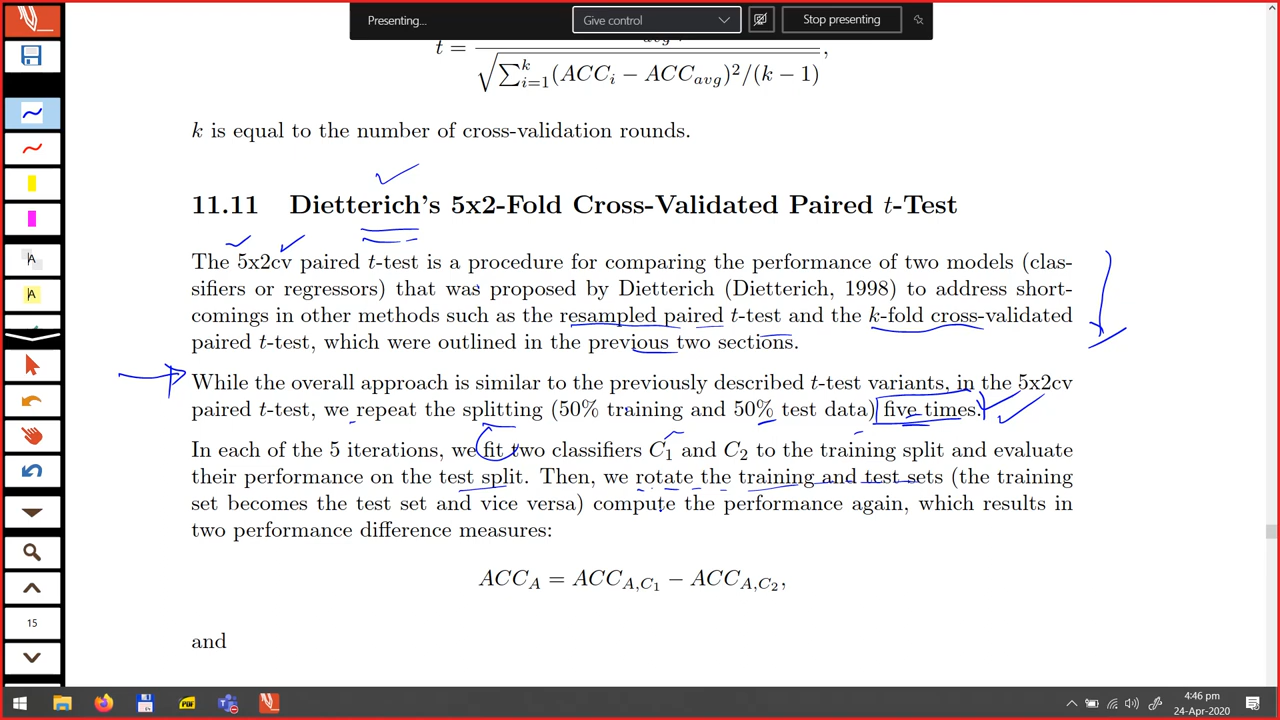 Presenting...
Give control
Stop presenting
t = 
√∑ᵢ₌₁ᵏ(ACCᵢ − ACC_avg)²/(k − 1) ,
k is equal to the number of cross-validation rounds.
11.11 Dietterich's 5x2-Fold Cross-Validated Paired t-Test
The 5x2cv paired t-test is a procedure for comparing the performance of two models (clas-
sifiers or regressors) that was proposed by Dietterich (Dietterich, 1998) to address short-
comings in other methods such as the resampled paired t-test and the k-fold cross-validated
paired t-test, which were outlined in the previous two sections.
While the overall approach is similar to the previously described t-test variants, in the 5x2cv
paired t-test, we repeat the splitting (50% training and 50% test data) five times.
In each of the 5 iterations, we fit two classifiers C₁ and C₂ to the training split and evaluate
their performance on the test split. Then, we rotate the training and test sets (the training
set becomes the test set and vice versa) compute the performance again, which results in
two performance difference measures:
ACC_A = ACC_A,C₁ − ACC_A,C₂,
and
A
A
15
PDF
4:46 pm
24-Apr-2020